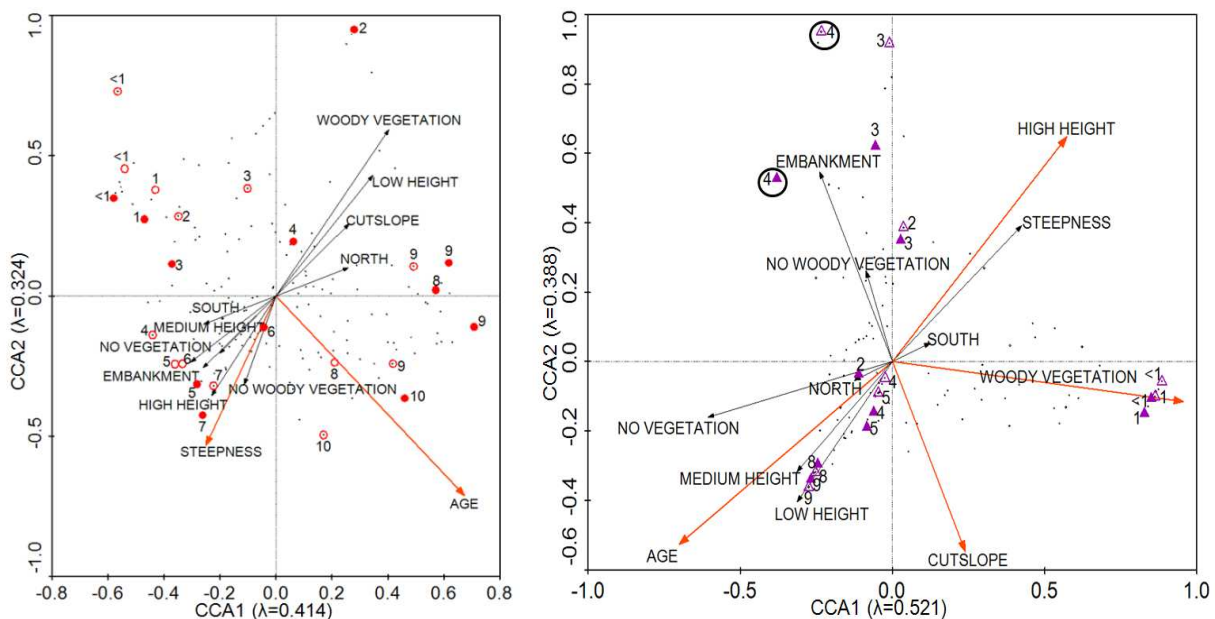 1.0
0.5
0.0
-0.5
-1.0
CCA2 (λ=0.324)
2
<1
<1
1
<1
3
2
1
3
4
9
9
8
9
4
6
5
6
5
7
7
8
9
10
10
WOODY VEGETATION
LOW HEIGHT
CUTSLOPE
NORTH
SOUTH
MEDIUM HEIGHT
NO VEGETATION
EMBANKMENT
HIGH HEIGHT
NO WOODY VEGETATION
STEEPNESS
AGE
-0.8 -0.6 -0.4 -0.2 0.0 0.2 0.4 0.6 0.8
CCA1 (λ=0.414)
1.0
0.8
0.6
0.4
0.2
0.0
-0.2
-0.4
-0.6
CCA2 (λ=0.388)
4
3
3
4
2
3
2
4
5
4
5
8
8
9
9
<1
1
<1
1
HIGH HEIGHT
EMBANKMENT
STEEPNESS
NO WOODY VEGETATION
SOUTH
WOODY VEGETATION
NORTH
NO VEGETATION
MEDIUM HEIGHT
LOW HEIGHT
AGE
CUTSLOPE
-1.0 -0.5 0.0 0.5 1.0
CCA1 (λ=0.521)